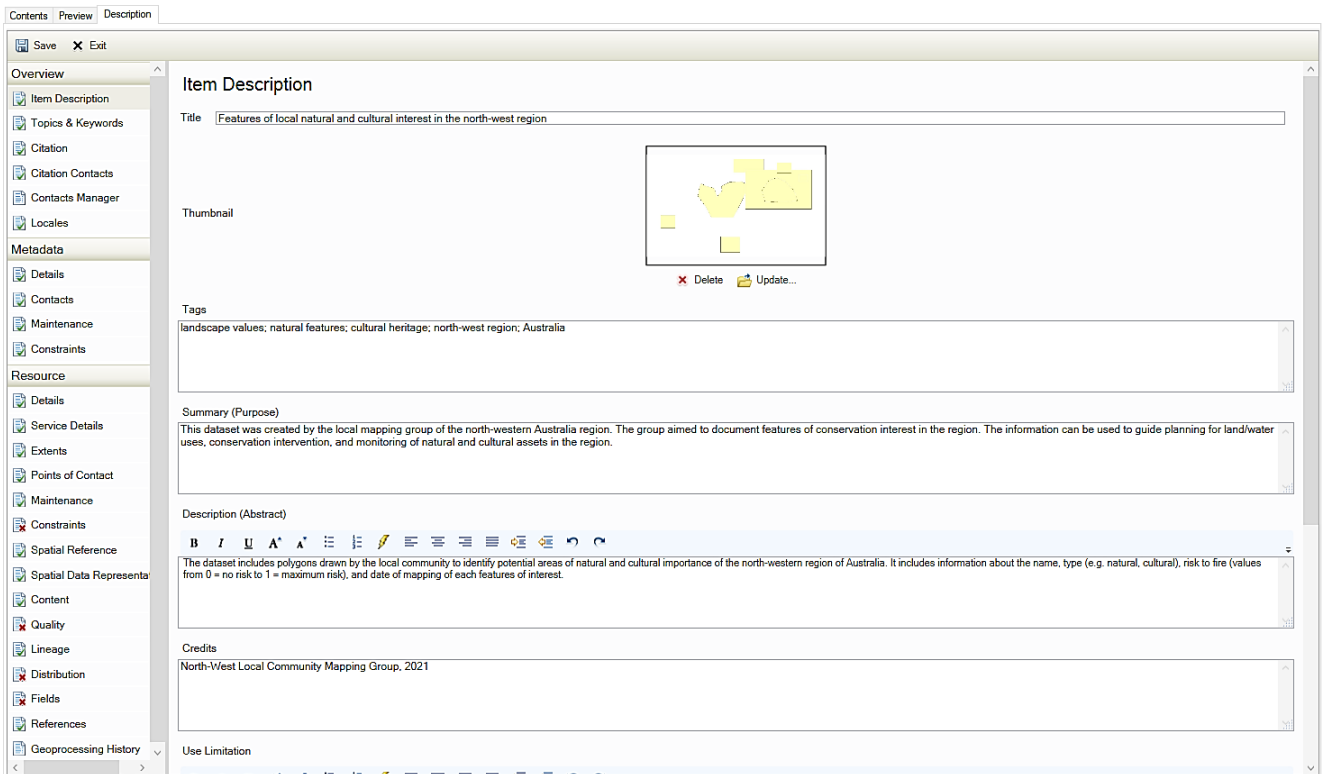 Contents Preview Description
Save Exit
Overview
Item Description
Topics & Keywords
Citation
Citation Contacts
Contacts Manager
Locales
Metadata
Details
Contacts
Maintenance
Constraints
Resource
Details
Service Details
Extents
Points of Contact
Maintenance
Constraints
Spatial Reference
Spatial Data Representa
Content
Quality
Lineage
Distribution
Fields
References
Geoprocessing History
Item Description
Title Features of local natural and cultural interest in the north-west region
Thumbnail
Delete Update...
Tags
landscape values; natural features; cultural heritage; north-west region; Australia
Summary (Purpose)
This dataset was created by the local mapping group of the north-western Australia region. The group aimed to document features of conservation interest in the region. The information can be used to guide planning for land/water
uses, conservation intervention, and monitoring of natural and cultural assets in the region.
Description (Abstract)
B I U A A
The dataset includes polygons drawn by the local community to identify potential areas of natural and cultural importance of the north-western region of Australia. It includes information about the name, type (e.g. natural, cultural), risk to fire (values
from 0 = no risk to 1 = maximum risk), and date of mapping of each features of interest.
Credits
North-West Local Community Mapping Group, 2021
Use Limitation